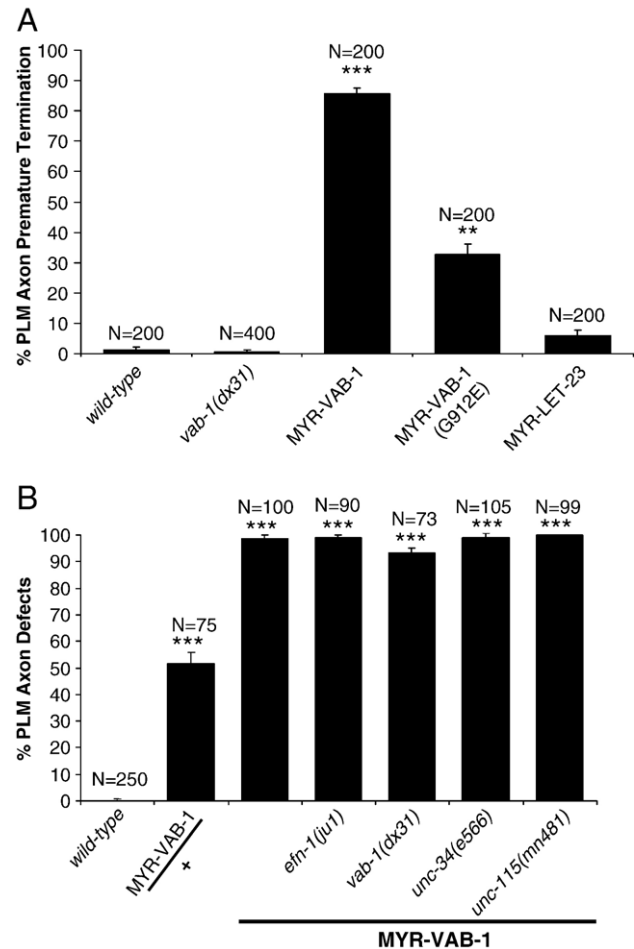 A
% PLM Axon Premature Termination
100
90
80
70
60
50
40
30
20
10
0
N=200
N=400
N=200
***
N=200
**
N=200
wild-type
vab-1(dx31)
MYR-VAB-1
MYR-VAB-1
(G912E)
MYR-LET-23
B
% PLM Axon Defects
100
90
80
70
60
50
40
30
20
10
0
N=250
N=75
***
N=100
***
N=90
***
N=73
***
N=105
***
N=99
***
wild-type
MYR-VAB-1
+
efn-1(ju1)
vab-1(dx31)
unc-34(e566)
unc-115(mn481)
MYR-VAB-1